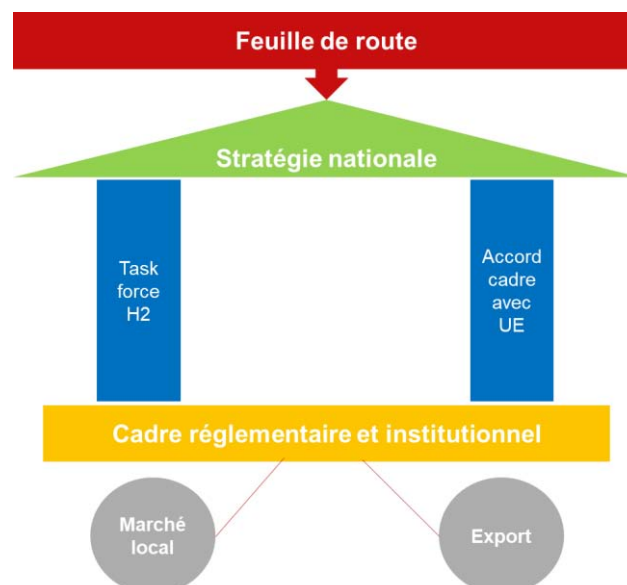 Feuille de route
Stratégie nationale
Task
force
H2
Accord
cadre
avec
UE
Cadre réglementaire et institutionnel
Marché
local
Export